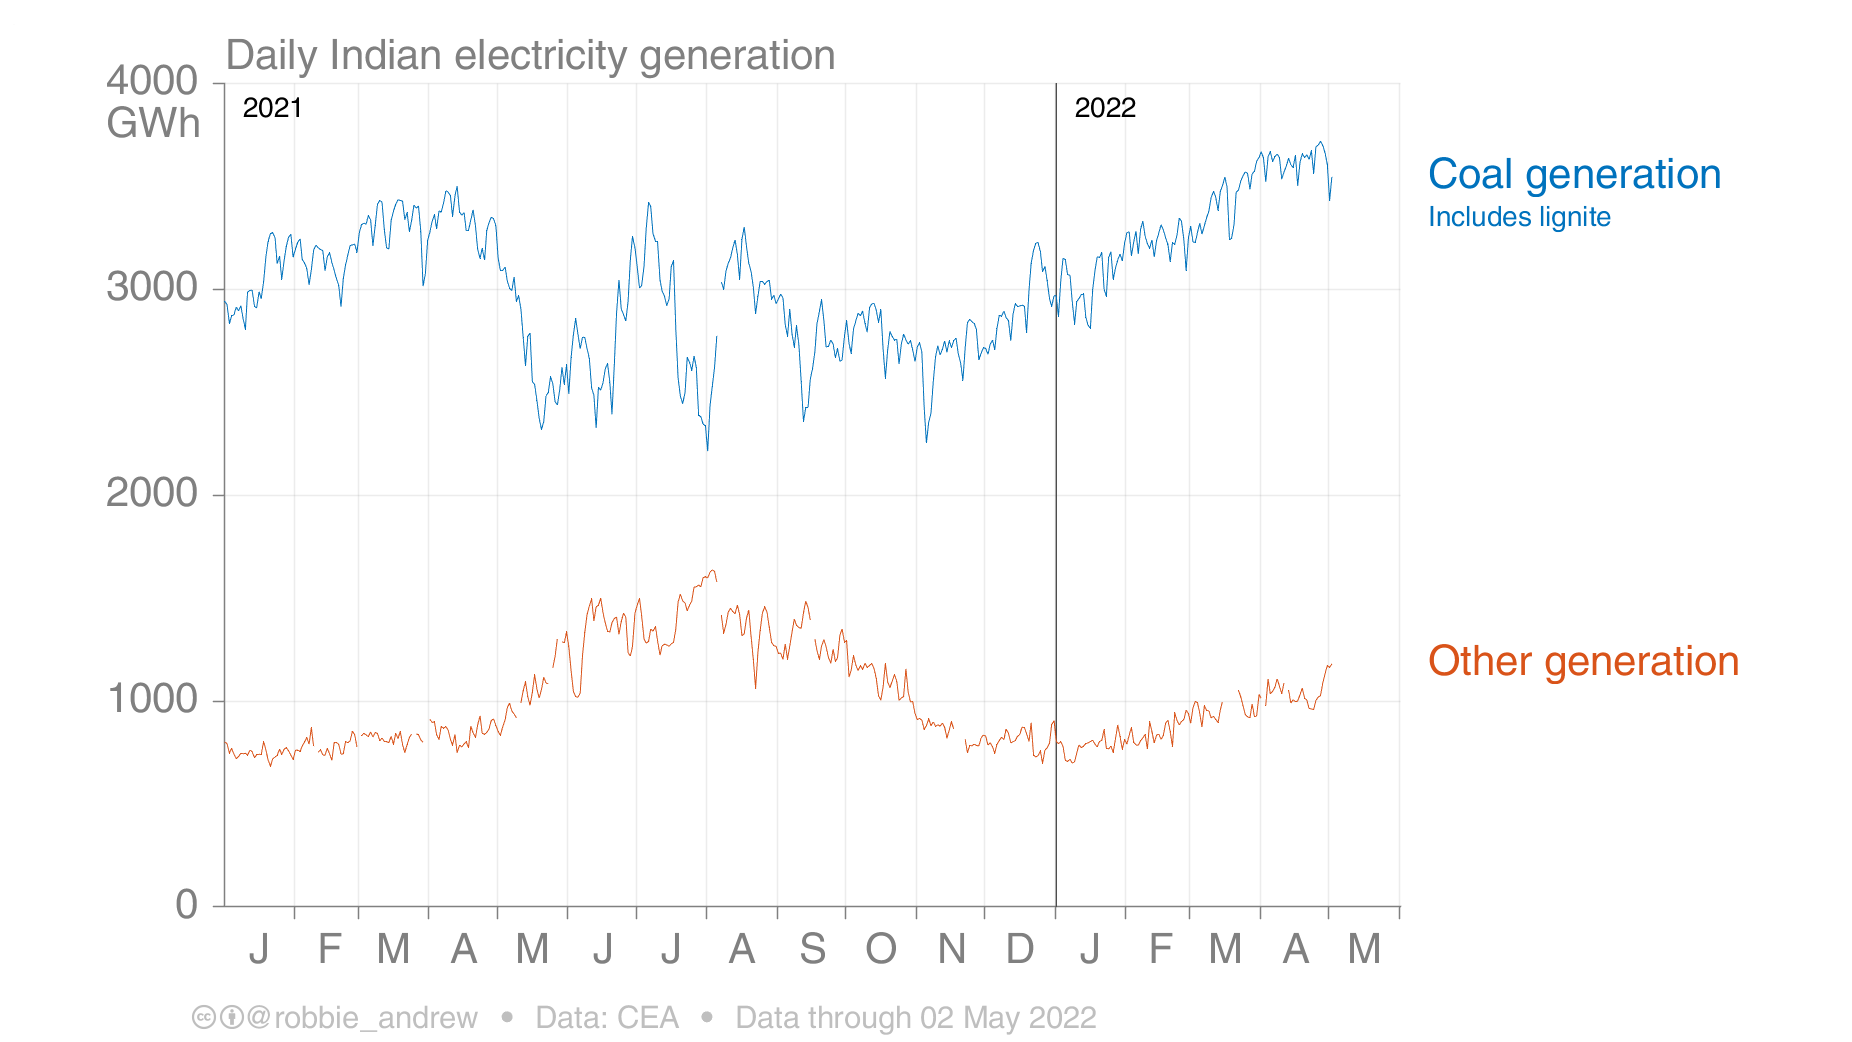 Daily Indian electricity generation
4000
GWh
2021
2022
Coal generation
Includes lignite
3000
2000
Other generation
1000
0
J F M A M J J A S O N D J F M A M
cc @robbie_andrew • Data: CEA • Data through 02 May 2022